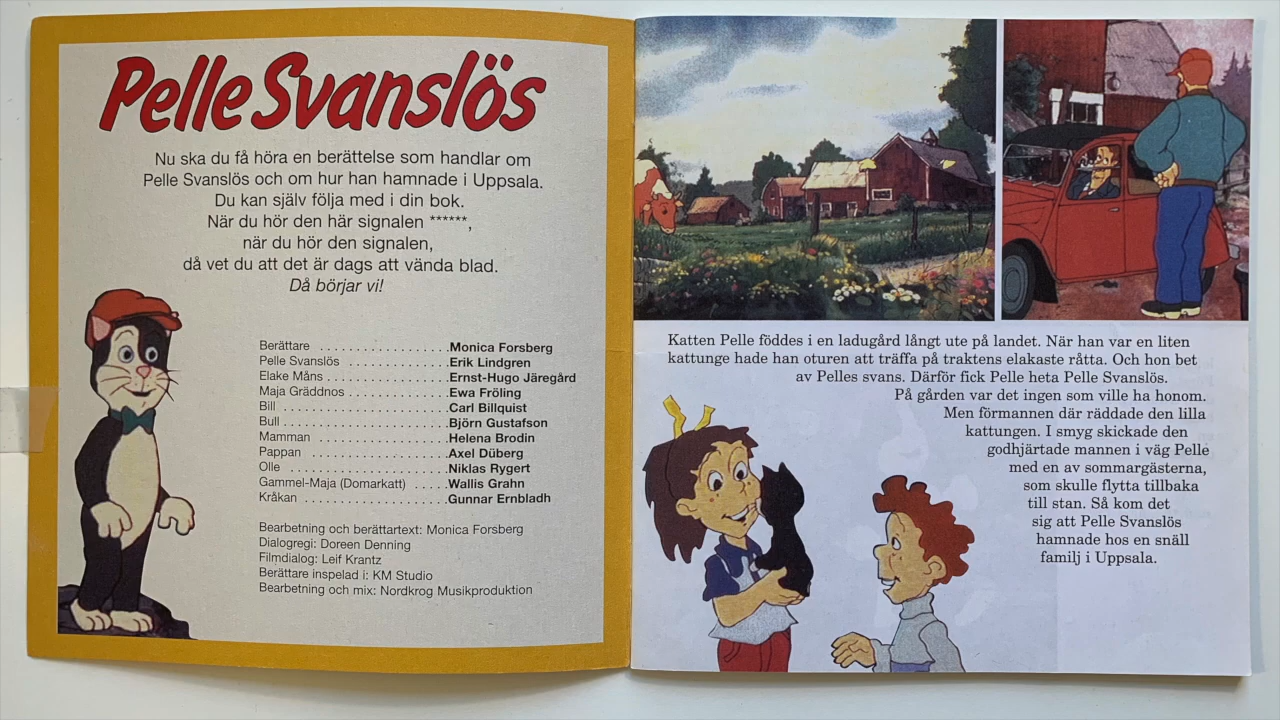 Pelle Svanslös
Nu ska du få höra en berättelse som handlar om
Pelle Svanslös och om hur han hamnade i Uppsala.
Du kan själv följa med i din bok.
När du hör den här signalen ******,
när du hör den signalen,
då vet du att det är dags att vända blad.
Då börjar vi!
Berättare . . . . . . . . . . . . . . . . . . .Monica Forsberg
Pelle Svanslös . . . . . . . . . . . . . . .Erik Lindgren
Elake Måns . . . . . . . . . . . . . . . . . .Ernst-Hugo Järegård
Maja Gräddnos . . . . . . . . . . . . . . .Ewa Fröling
Bill . . . . . . . . . . . . . . . . . . . . . . . . .Carl Billquist
Bull . . . . . . . . . . . . . . . . . . . . . . . .Björn Gustafson
Mamman . . . . . . . . . . . . . . . . . . .Helena Brodin
Pappan . . . . . . . . . . . . . . . . . . . .Axel Düberg
Olle . . . . . . . . . . . . . . . . . . . . . . .Niklas Rygert
Gammel-Maja (Domarkatt) . . . . .Wallis Grahn
Kråkan . . . . . . . . . . . . . . . . . . . .Gunnar Ernbladh
Bearbetning och berättartext: Monica Forsberg
Dialogregi: Doreen Denning
Filmdialog: Leif Krantz
Berättare inspelad i: KM Studio
Bearbetning och mix: Nordkrog Musikproduktion
Katten Pelle föddes i en ladugård långt ute på landet. När han var en liten
kattunge hade han oturen att träffa på traktens elakaste råtta. Och hon bet
av Pelles svans. Därför fick Pelle heta Pelle Svanslös.
På gården var det ingen som ville ha honom.
Men förmannen där räddade den lilla
kattungen. I smyg skickade den
godhjärtade mannen i väg Pelle
med en av sommargästerna,
som skulle flytta tillbaka
till stan. Så kom det
sig att Pelle Svanslös
hamnade hos en snäll
familj i Uppsala.